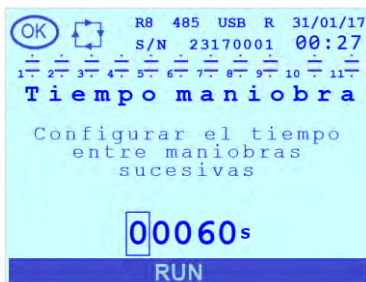 OK R8 485 USB R 31/01/17
S/N 23170001 00:27
1 2 3 4 5 6 7 8 9 10 11
Tiempo maniobra
Configurar el tiempo
entre maniobras
sucesivas
00060s
RUN